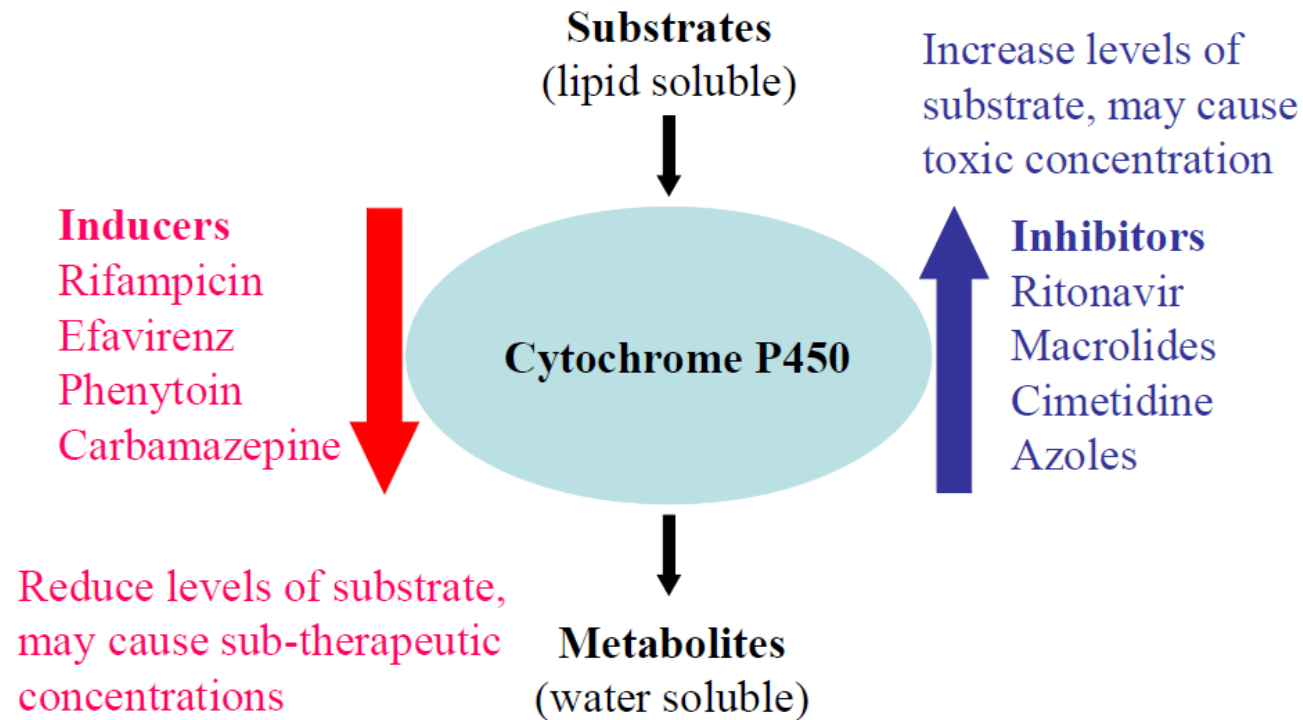 Substrates
(lipid soluble)
Increase levels of
substrate, may cause
toxic concentration
Inducers
Rifampicin
Efavirenz
Phenytoin
Carbamazepine
Cytochrome P450
Inhibitors
Ritonavir
Macrolides
Cimetidine
Azoles
Reduce levels of substrate,
may cause sub-therapeutic
concentrations
Metabolites
(water soluble)